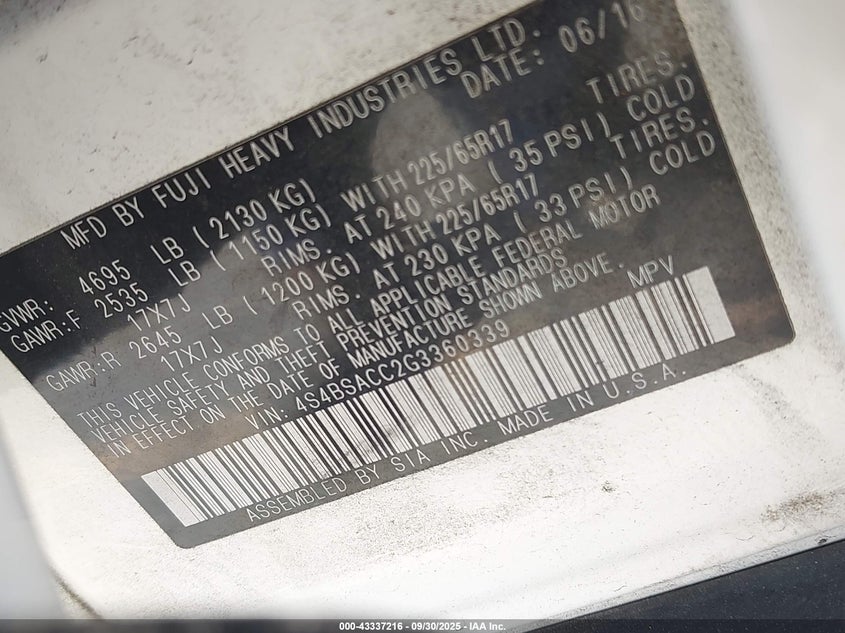 MFD BY FUJI HEAVY INDUSTRIES LTD.
DATE: 06/16
GVWR: 4695 LB (2130 KG)
GAWR:F 2535 LB (1150 KG) WITH 225/65R17 TIRES.
17X7J RIMS. AT 240 KPA (35 PSI) COLD
GAWR:R 2645 LB (1200 KG) WITH 225/65R17 TIRES.
17X7J RIMS. AT 230 KPA (33 PSI) COLD
THIS VEHICLE CONFORMS TO ALL APPLICABLE FEDERAL MOTOR
VEHICLE SAFETY AND THEFT PREVENTION STANDARDS
IN EFFECT ON THE DATE OF MANUFACTURE SHOWN ABOVE.
VIN: 4S4BSACC2G3360339 MPV
ASSEMBLED BY SIA INC. MADE IN U.S.A.
000-43337216 - 09/30/2025 - IAA Inc.